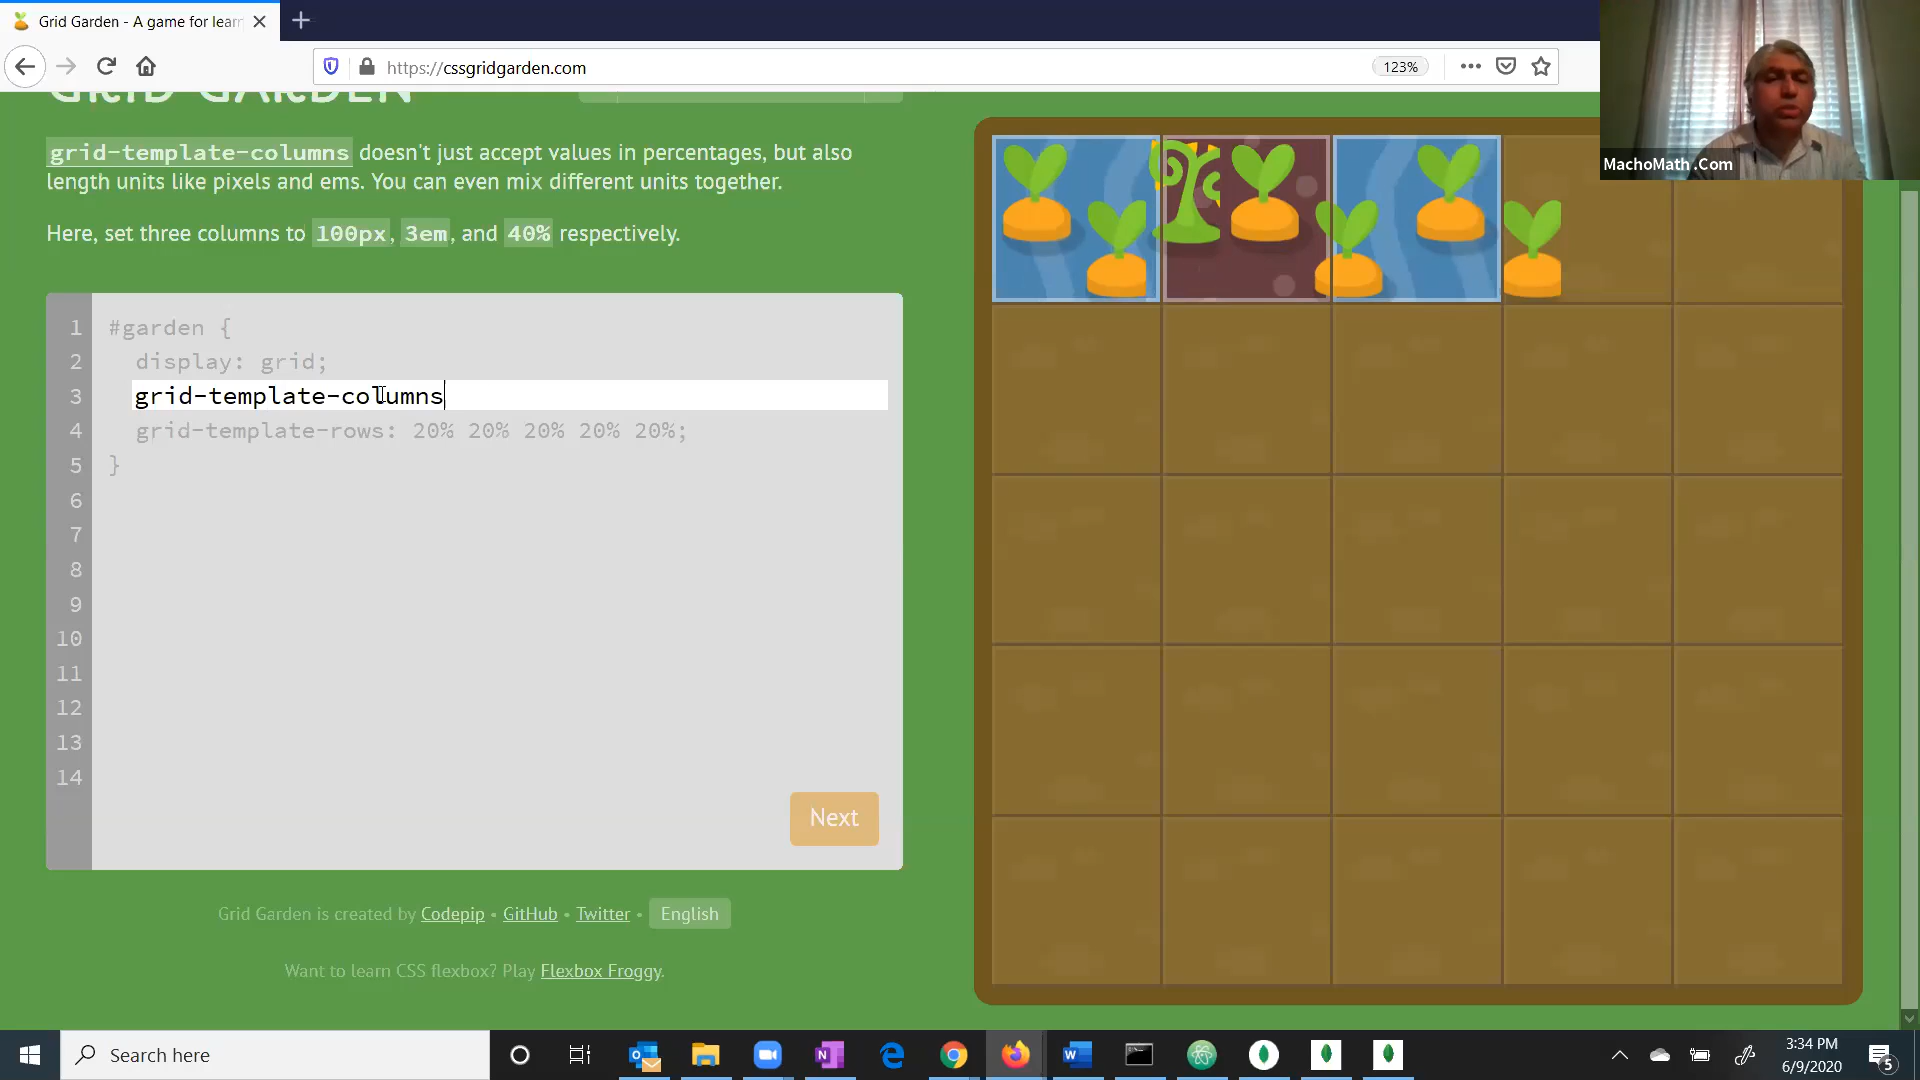 Grid Garden - A game for lear
https://cssgridgarden.com
123%
MachoMath .Com
GRID GARDEN
grid-template-columns doesn't just accept values in percentages, but also
length units like pixels and ems. You can even mix different units together.
Here, set three columns to 100px, 3em, and 40% respectively.
1 #garden {
2 display: grid;
3 grid-template-columns
4 grid-template-rows: 20% 20% 20% 20% 20%;
5 }
6
7
8
9
10
11
12
13
14
Next
Grid Garden is created by Codepip • GitHub • Twitter • English
Want to learn CSS flexbox? Play Flexbox Froggy.
Search here
3:34 PM
6/9/2020
5